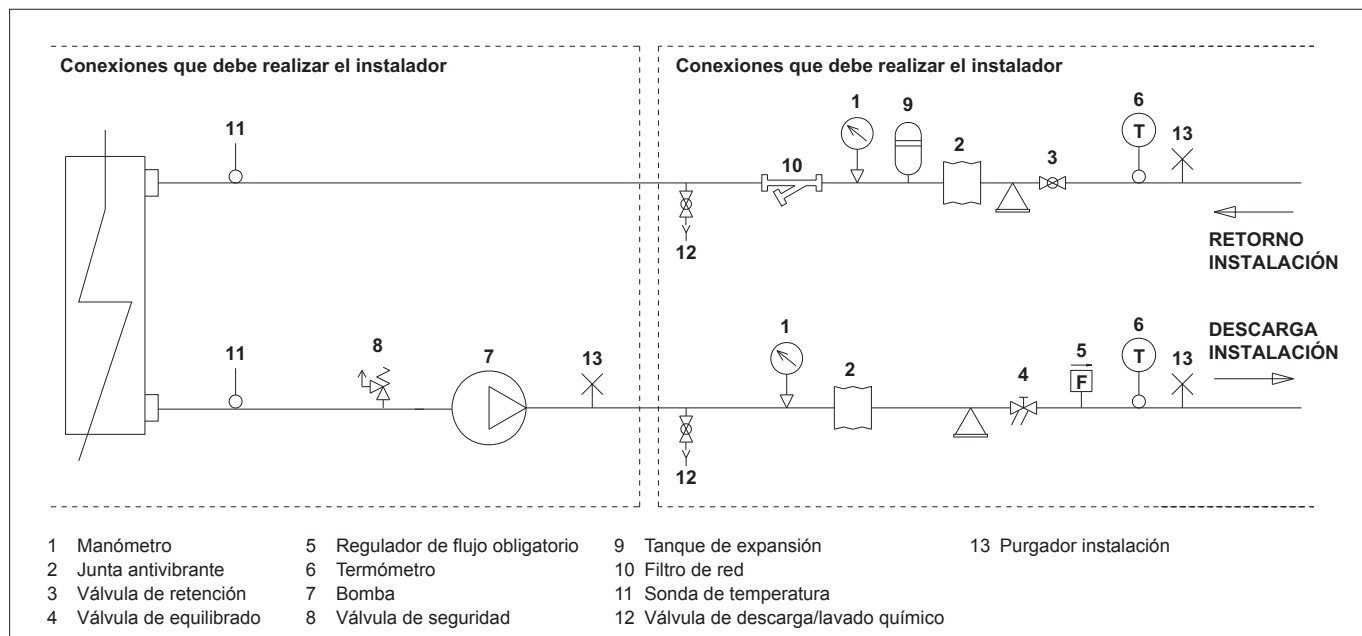 Conexiones que debe realizar el instalador
Conexiones que debe realizar el instalador
11
1
9
10
2
3
6
T
13
12
RETORNO
INSTALACIÓN
11
8
7
13
1
2
4
5
F
6
T
13
12
DESCARGA
INSTALACIÓN
1 Manómetro
2 Junta antivibrante
3 Válvula de retención
4 Válvula de equilibrado
5 Regulador de flujo obligatorio
6 Termómetro
7 Bomba
8 Válvula de seguridad
9 Tanque de expansión
10 Filtro de red
11 Sonda de temperatura
12 Válvula de descarga/lavado químico
13 Purgador instalación